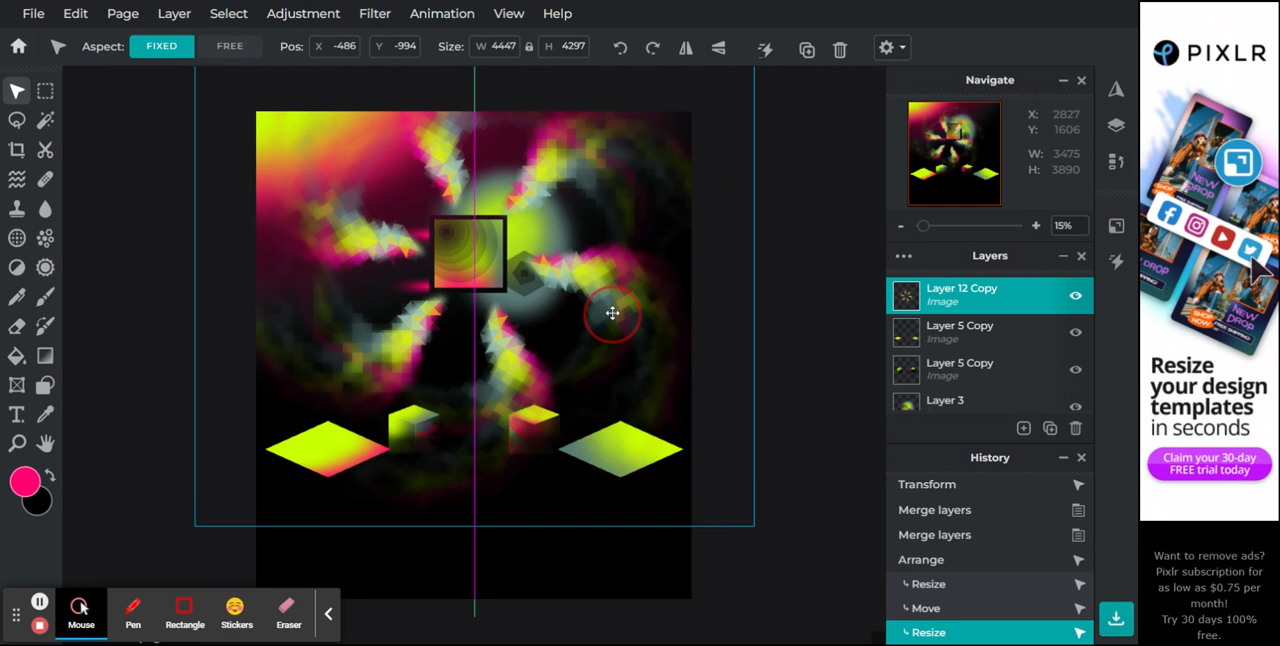 File Edit Page Layer Select Adjustment Filter Animation View Help
Aspect: FIXED FREE Pos: X -486 Y -994 Size: W 4447 H 4297
Navigate
X: 2827
Y: 1606
W: 3475
H: 3890
- + 15%
Layers
Layer 12 Copy
Image
Layer 5 Copy
Image
Layer 5 Copy
Image
Layer 3
History
Transform
Merge layers
Merge layers
Arrange
Resize
Move
Resize
Mouse Pen Rectangle Stickers Eraser
PIXLR
NEW
DROP
SHOP
NOW
Resize
your design
templates
in seconds
Claim your 30-day
FREE trial today
Want to remove ads?
Pixlr subscription for
as low as $0.75 per
month!
Try 30 days 100%
free.